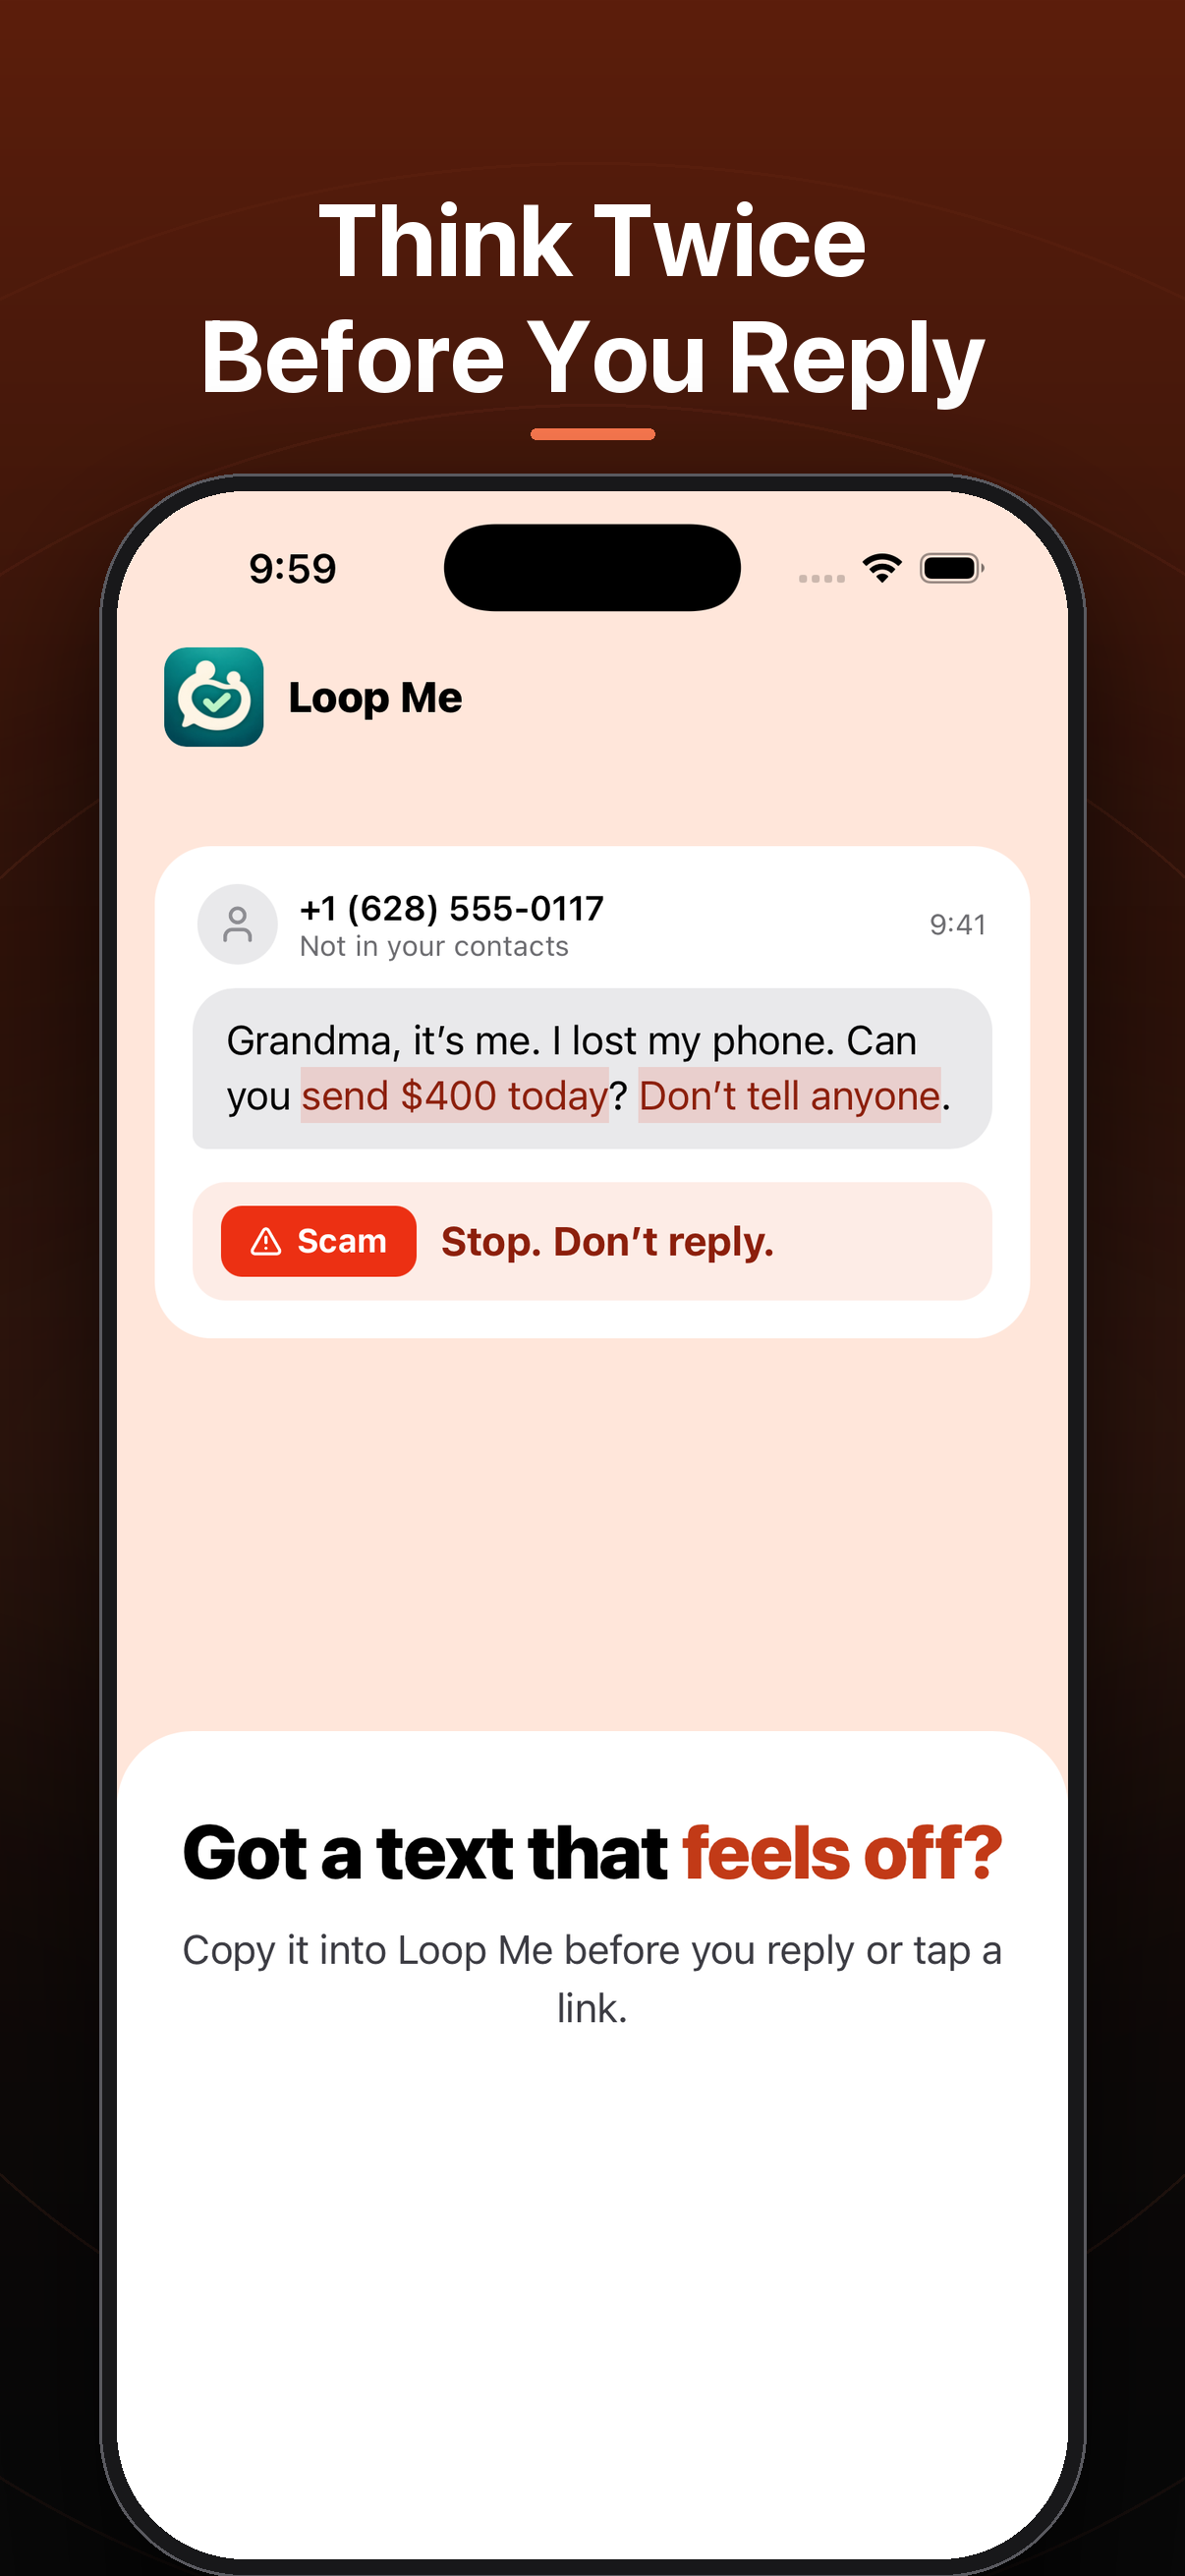 Think Twice
Before You Reply
9:59
Loop Me
+1 (628) 555-0117
Not in your contacts
9:41
Grandma, it’s me. I lost my phone. Can
you send $400 today? Don’t tell anyone.
Scam
Stop. Don’t reply.
Got a text that feels off?
Copy it into Loop Me before you reply or tap a
link.